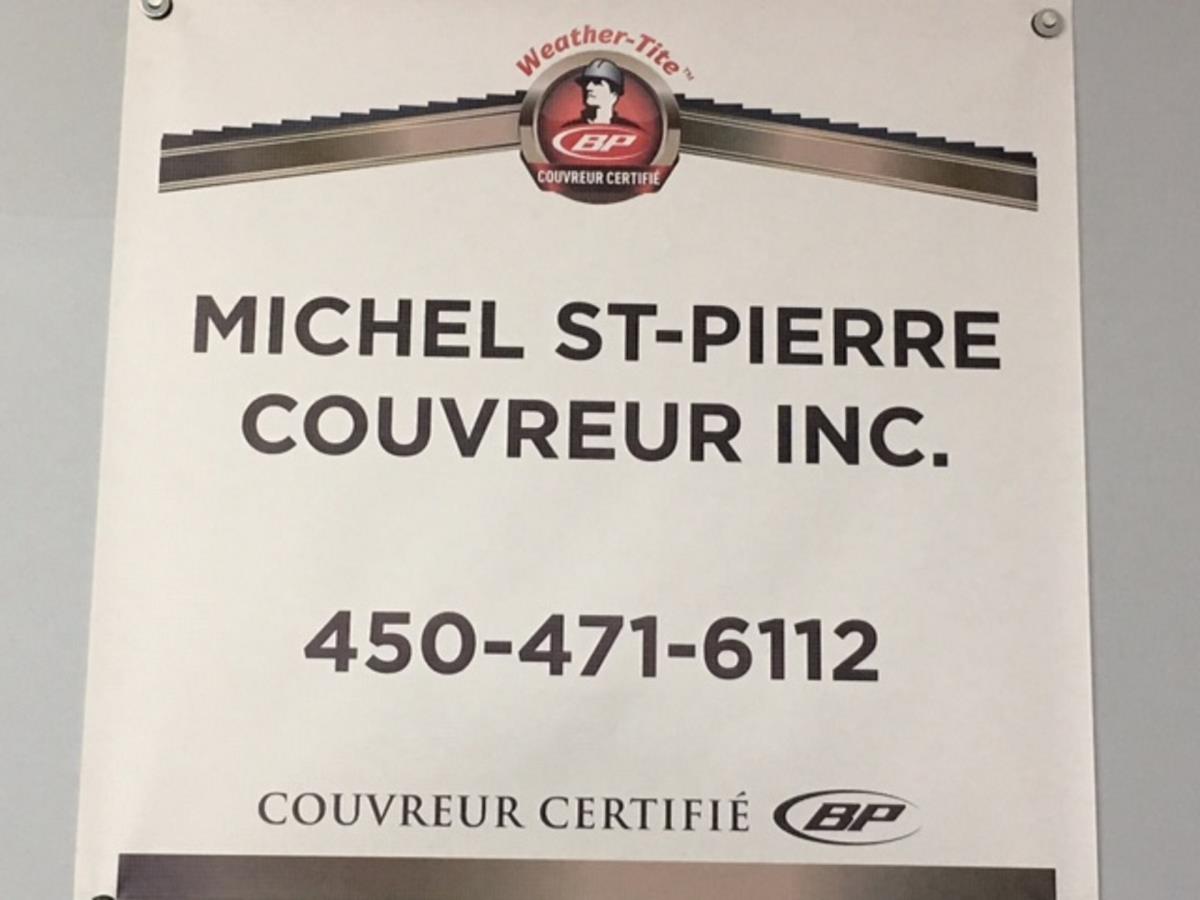 Weather-Tite™
BP
COUVREUR CERTIFIÉ
MICHEL ST-PIERRE
COUVREUR INC.
450-471-6112
COUVREUR CERTIFIÉ BP